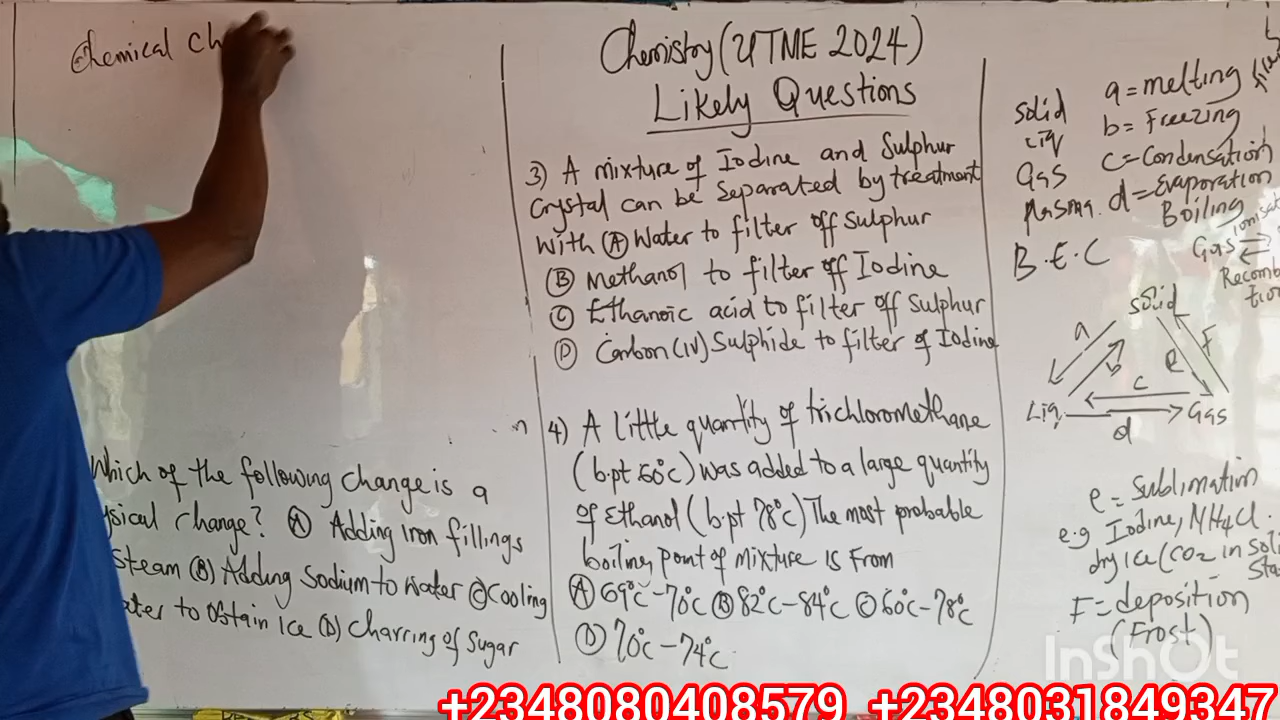 Chemical Ch
Which of the following change is a
sical change? (A) Adding Iron fillings
steam (B) Adding Sodium to water (C) Cooling
ater to Obtain Ice (D) Charring of Sugar
Chemistry (UTME 2024)
Likely Questions
3) A mixture of Iodine and Sulphur
Crystal can be separated by treatment
with (A) Water to filter off Sulphur
(B) Methanol to filter off Iodine
(C) Ethanoic acid to filter off Sulphur
(D) Carbon (IV) Sulphide to filter of Iodine
4) A little quantity of trichloromethane
(b.pt 60°c) was added to a large quantity
of Ethanol (b.pt 78°c) The most probable
boiling point of mixture is From
(A) 69°c - 70°c (B) 82°c - 84°c (C) 60°c - 78°c
(D) 70°c - 74°c
Solid
Liq
Gas
Plasma.
B.E.C
a = melting
b = Freezing
c = Condensation
d = Evaporation
Boiling
Gas
Solid
a
b
e
F
c
Liq.
Gas
d
e = Sublimation
e.g Iodine, NH4Cl.
dry ice (CO2 in Soli
Sta
F = deposition
(Frost)
InShOt
+2348080408579 +2348031849347